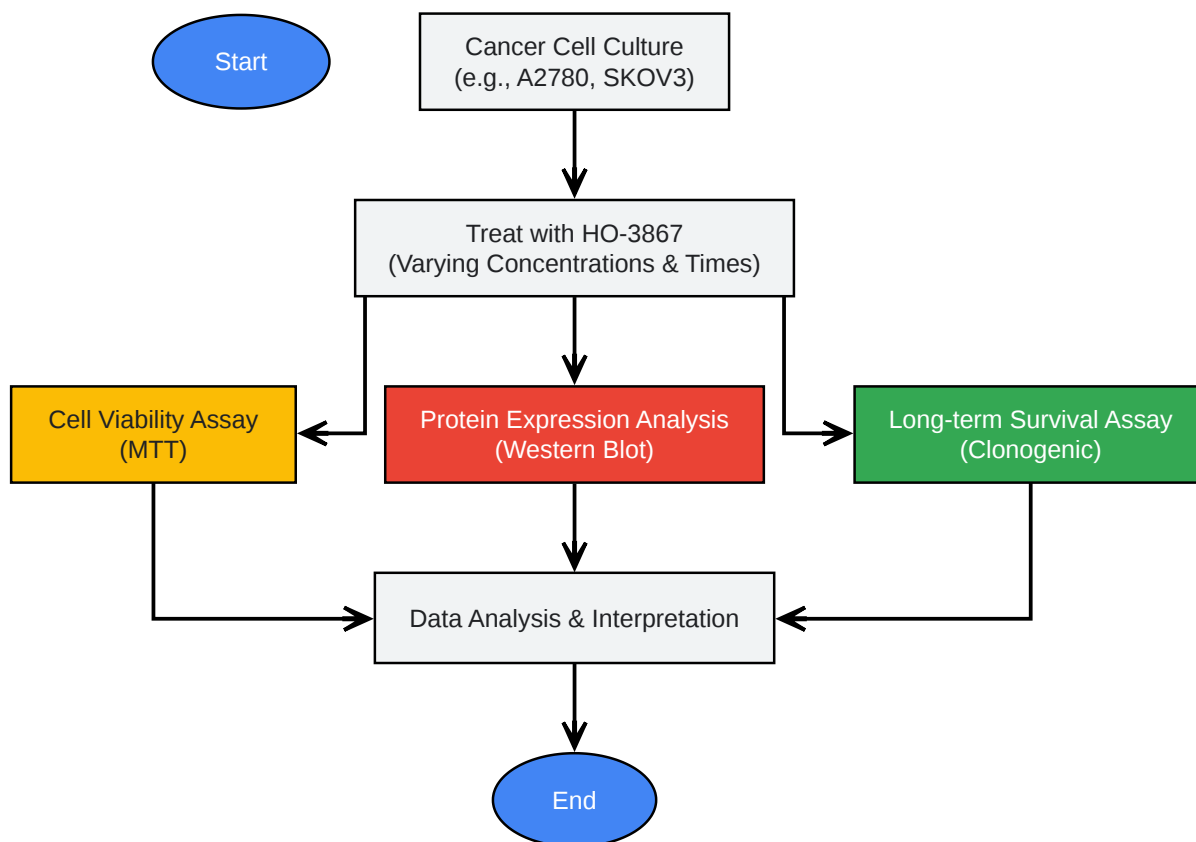 Start
Cancer Cell Culture
(e.g., A2780, SKOV3)
Treat with HO-3867
(Varying Concentrations & Times)
Cell Viability Assay
(MTT)
Protein Expression Analysis
(Western Blot)
Long-term Survival Assay
(Clonogenic)
Data Analysis & Interpretation
End